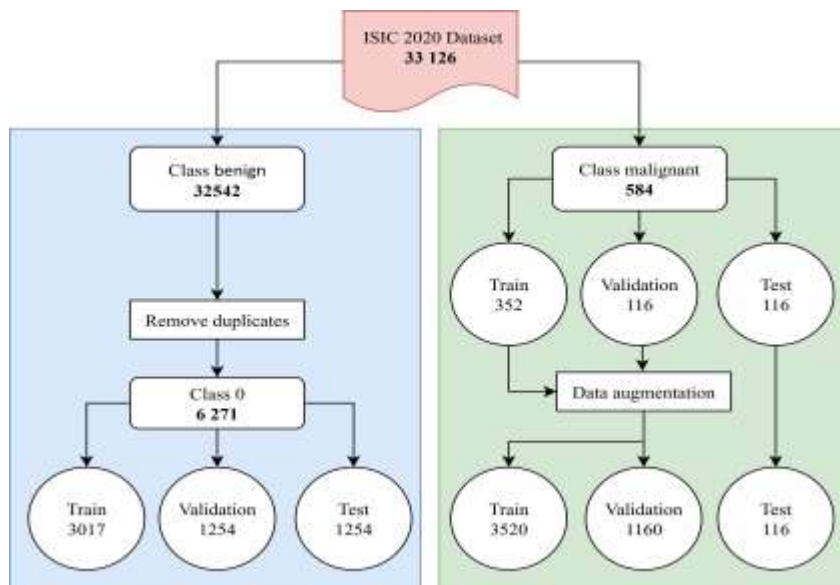 ISIC 2020 Dataset
33 126
Class benign
32542
Class malignant
584
Train
352
Validation
116
Test
116
Remove duplicates
Data augmentation
Class 0
6 271
Train
3017
Validation
1254
Test
1254
Train
3520
Validation
1160
Test
116